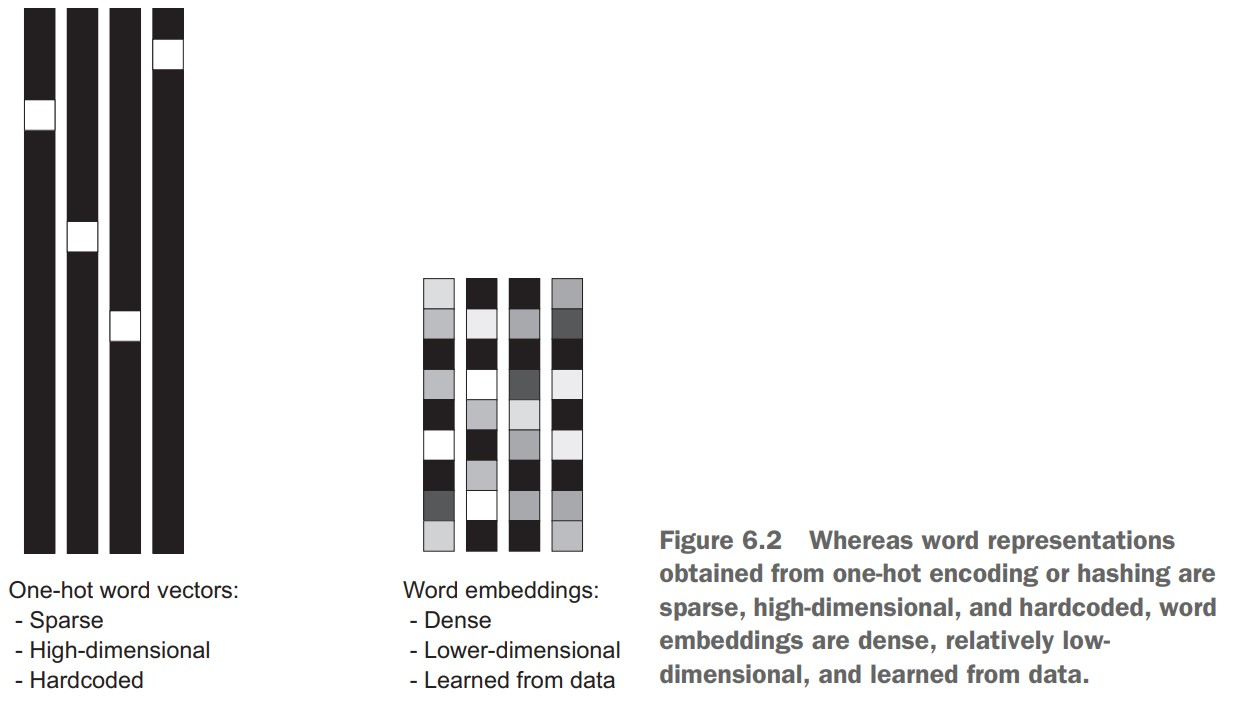 One-hot word vectors:
- Sparse
- High-dimensional
- Hardcoded
Word embeddings:
- Dense
- Lower-dimensional
- Learned from data
Figure 6.2 Whereas word representations
obtained from one-hot encoding or hashing are
sparse, high-dimensional, and hardcoded, word
embeddings are dense, relatively low-
dimensional, and learned from data.